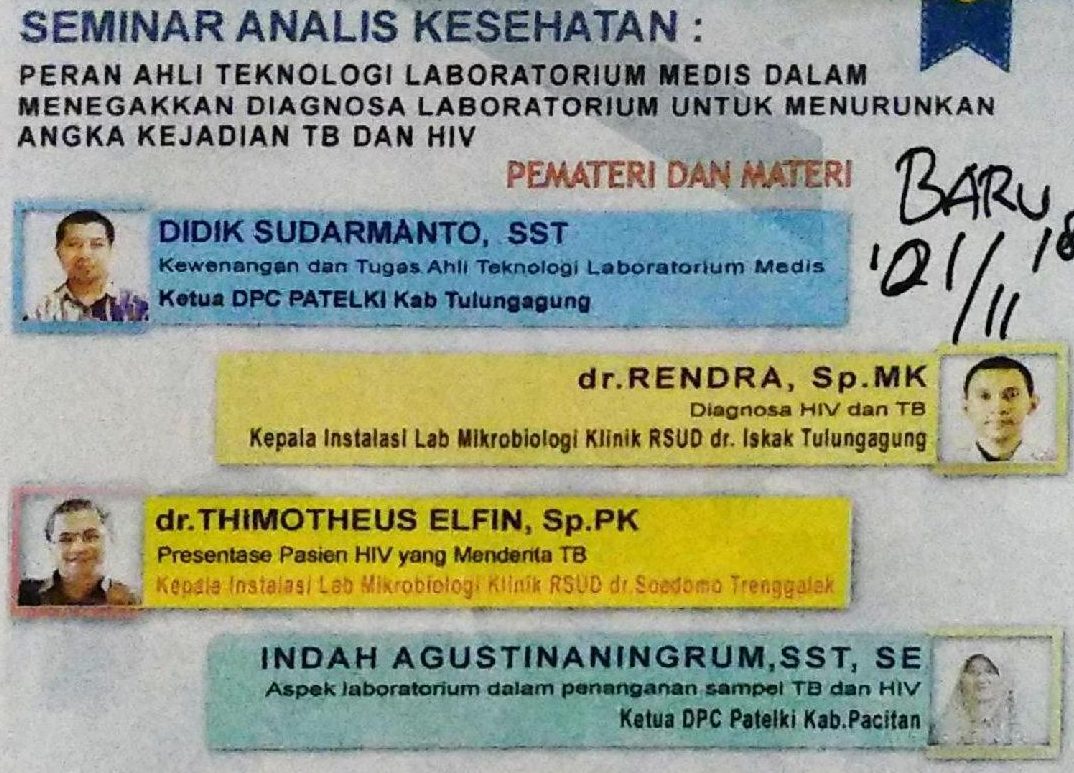 SEMINAR ANALIS KESEHATAN :
PERAN AHLI TEKNOLOGI LABORATORIUM MEDIS DALAM
MENEGAKKAN DIAGNOSA LABORATORIUM UNTUK MENURUNKAN
ANGKA KEJADIAN TB DAN HIV
PEMATERI DAN MATERI
BARU
'21/11 '18
DIDIK SUDARMANTO, SST
Kewenangan dan Tugas Ahli Teknologi Laboratorium Medis
Ketua DPC PATELKI Kab Tulungagung
dr.RENDRA, Sp.MK
Diagnosa HIV dan TB
Kepala Instalasi Lab Mikrobiologi Klinik RSUD dr. Iskak Tulungagung
dr.THIMOTHEUS ELFIN, Sp.PK
Presentase Pasien HIV yang Menderita TB
Kepala Instalasi Lab Mikrobiologi Klinik RSUD dr.Soedomo Trenggalek
INDAH AGUSTINANINGRUM,SST, SE
Aspek laboratorium dalam penanganan sampel TB dan HIV
Ketua DPC Patelki Kab.Pacitan